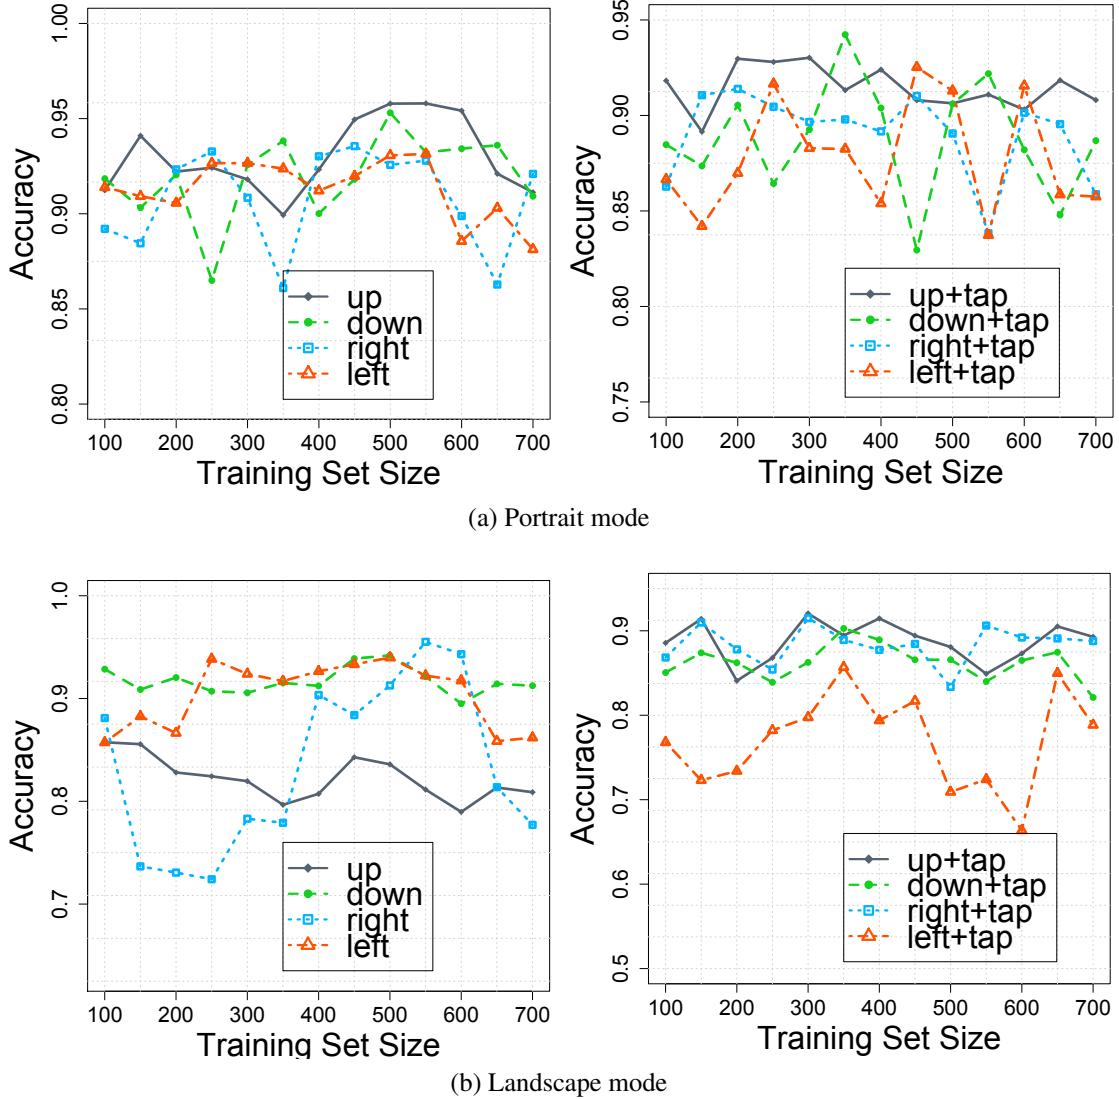 1.00
0.95
0.90
0.85
0.80
Accuracy
up
down
right
left
100 200 300 400 500 600 700
Training Set Size
0.95
0.90
0.85
0.80
0.75
Accuracy
up+tap
down+tap
right+tap
left+tap
100 200 300 400 500 600 700
Training Set Size
(a) Portrait mode
1.0
0.9
0.8
0.7
Accuracy
up
down
right
left
100 200 300 400 500 600 700
Training Set Size
0.9
0.8
0.7
0.6
0.5
Accuracy
up+tap
down+tap
right+tap
left+tap
100 200 300 400 500 600 700
Training Set Size
(b) Landscape mode